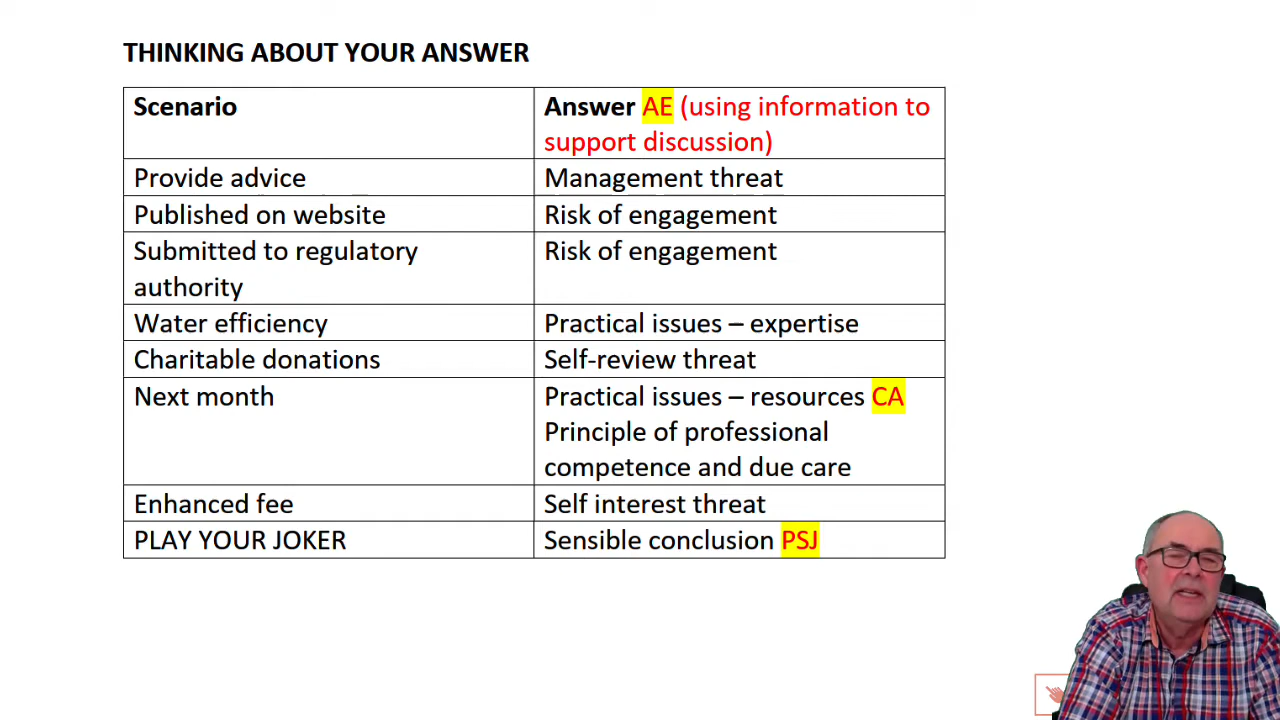 THINKING ABOUT YOUR ANSWER
Scenario
Answer AE (using information to
support discussion)
Provide advice
Management threat
Published on website
Risk of engagement
Submitted to regulatory
authority
Risk of engagement
Water efficiency
Practical issues – expertise
Charitable donations
Self-review threat
Next month
Practical issues – resources CA
Principle of professional
competence and due care
Enhanced fee
Self interest threat
PLAY YOUR JOKER
Sensible conclusion PSJ